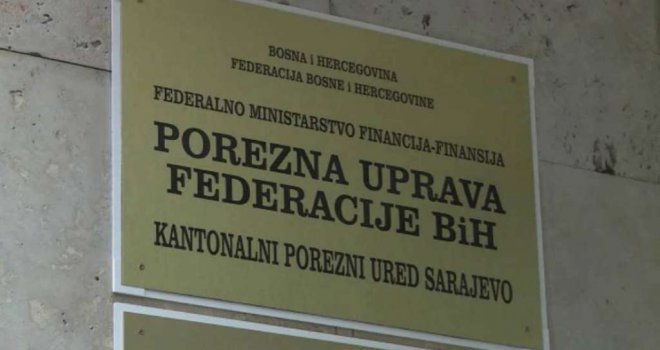 BOSNA i HERCEGOVINA
FEDERACIJA BOSNE i HERCEGOVINE
FEDERALNO MINISTARSTVO FINANCIJA-FINANSIJA
POREZNA UPRAVA
FEDERACIJE BiH
KANTONALNI POREZNI URED SARAJEVO